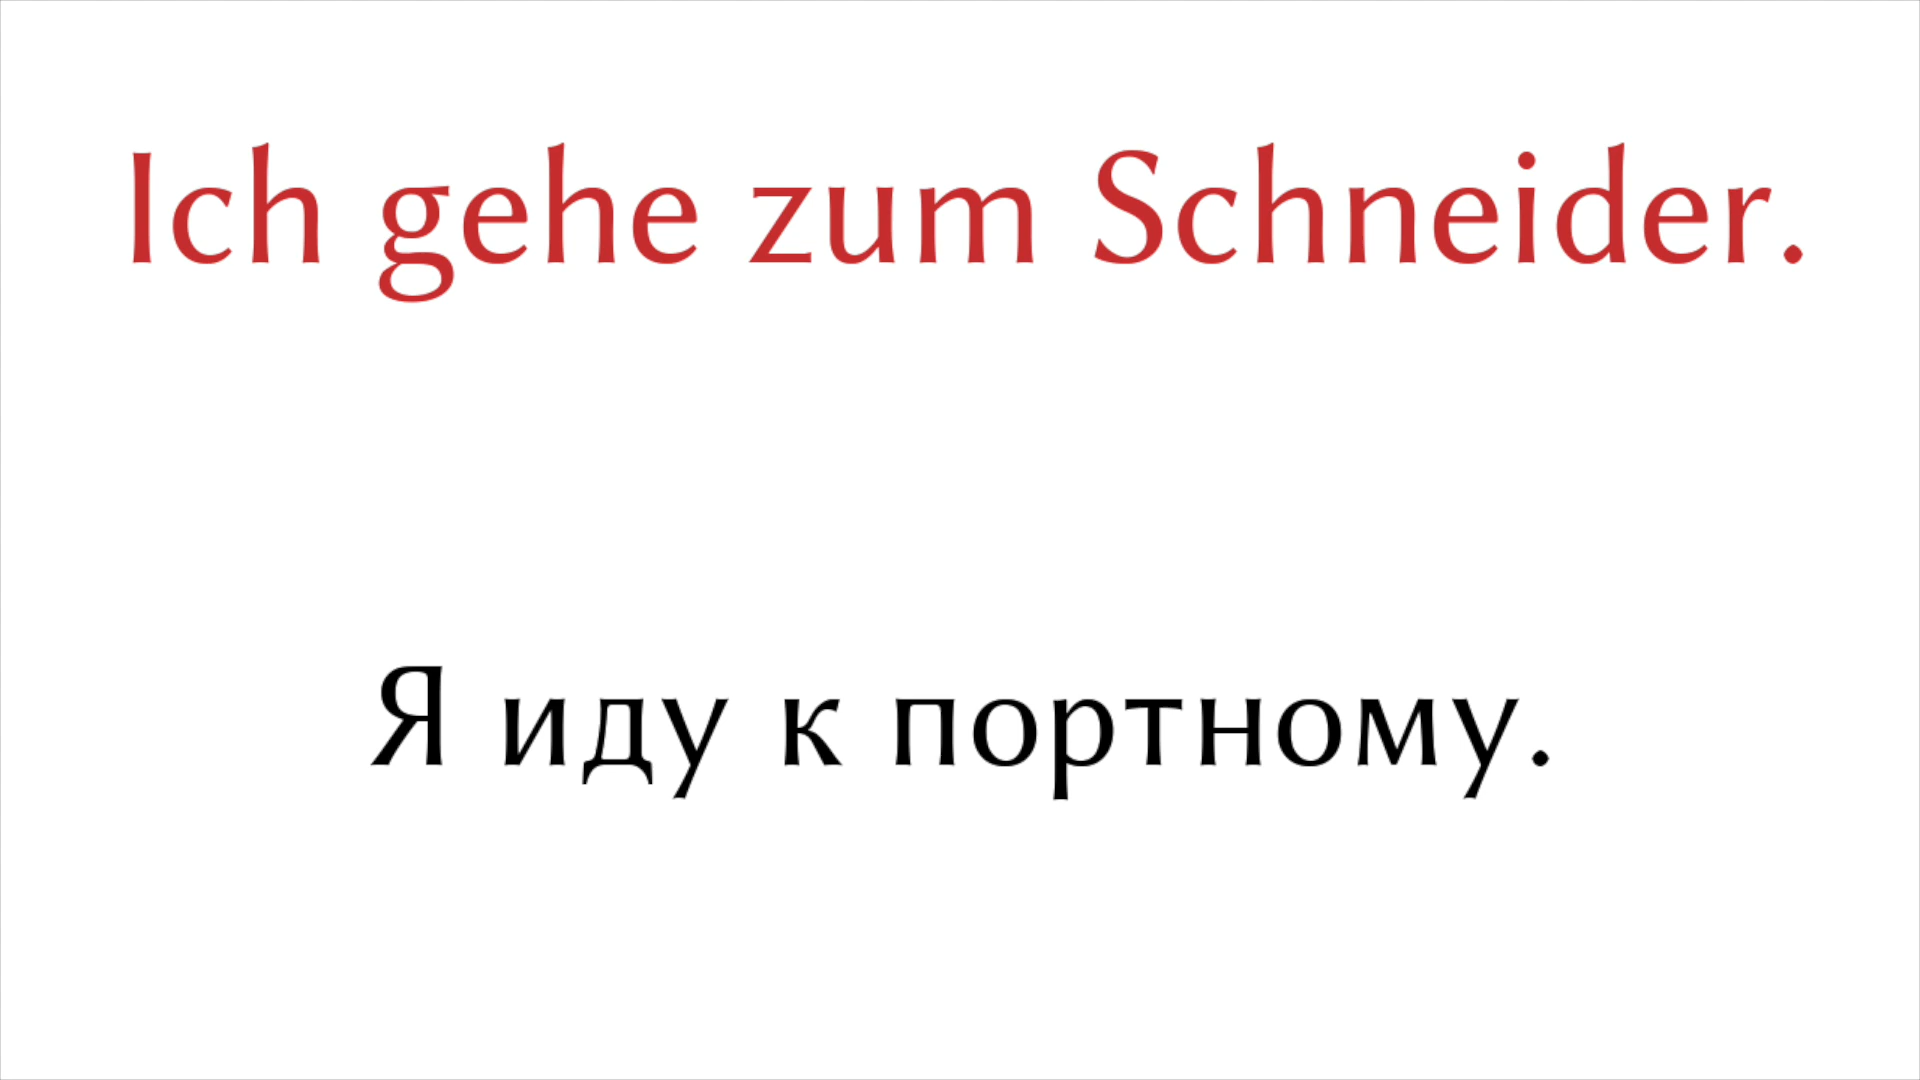 Ich gehe zum Schneider.
Я иду к портному.